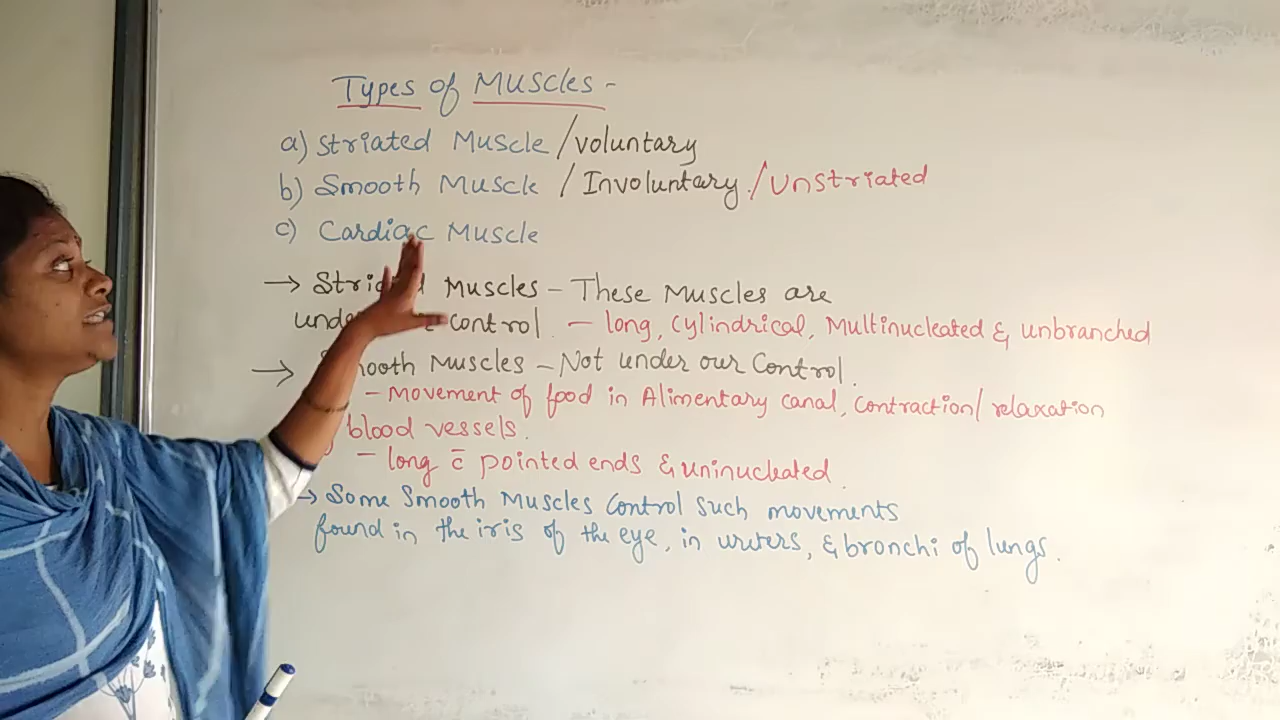 Types of Muscles -
a) Striated Muscle / voluntary
b) Smooth Muscle / Involuntary / Unstriated
c) Cardiac Muscle
→ Muscles - These Muscles are
control - long, Cylindrical, Multinucleated & unbranched
→ Muscles - Not under our Control.
- Movement of food in Alimentary canal, Contraction/relaxation
blood vessels.
- long c̄ pointed ends & uninucleated.
→ Some Smooth Muscles Control Such movements
found in the iris of the eye, in & bronchi of lungs.